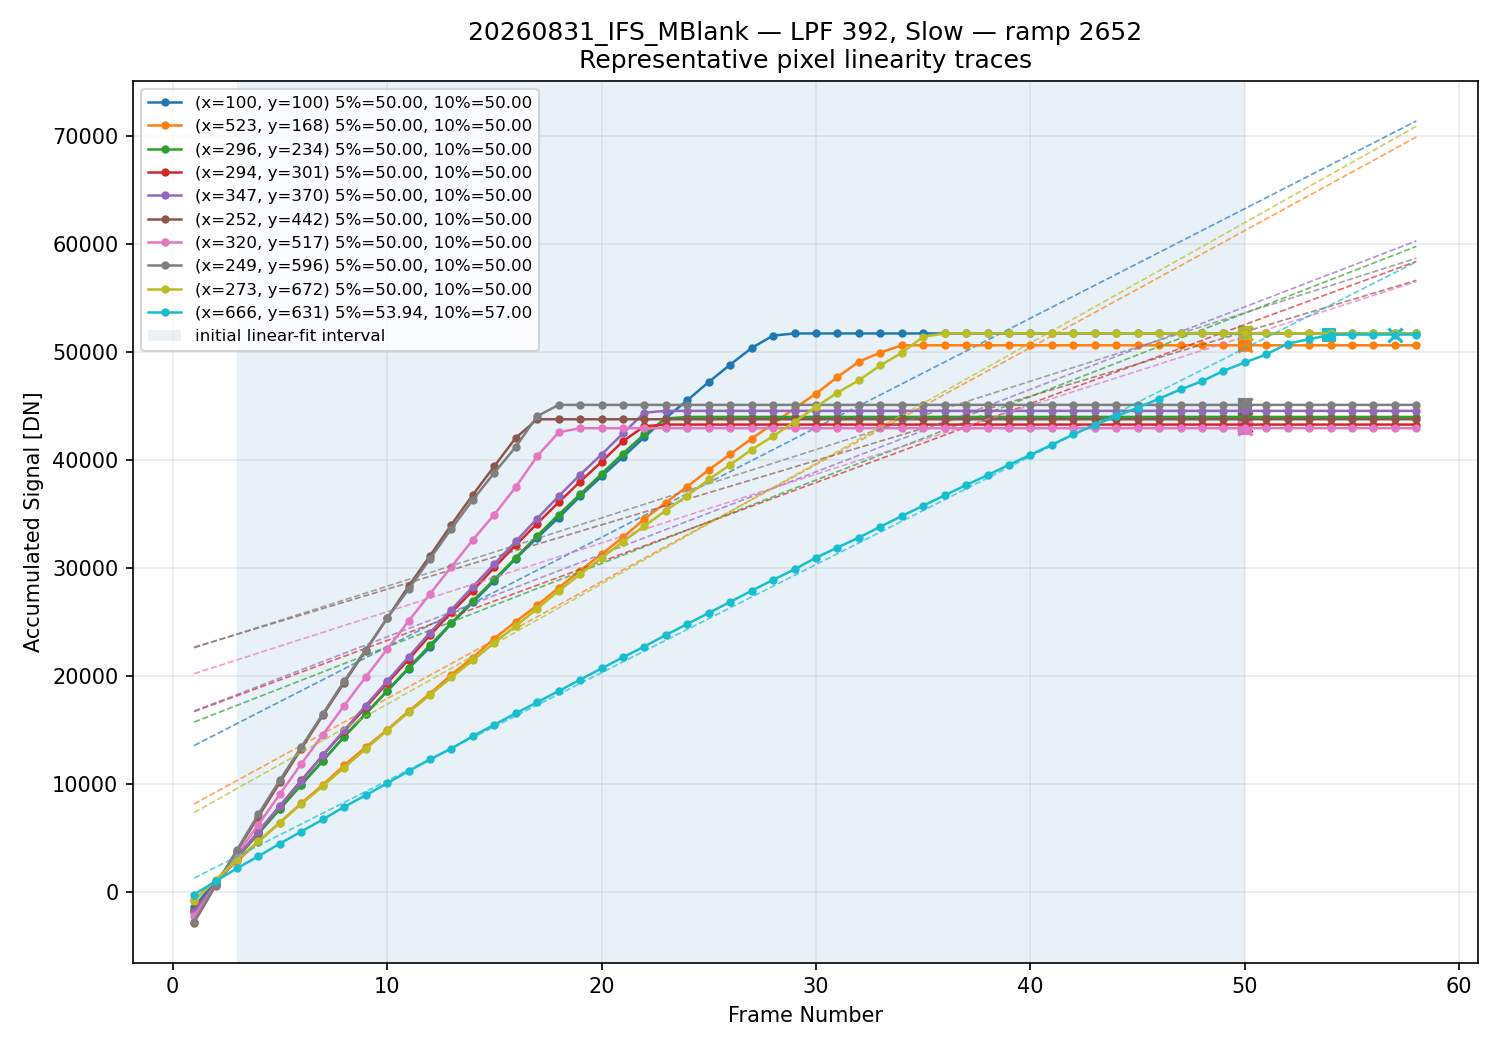 20260831_IFS_MBlank — LPF 392, Slow — ramp 2652
Representative pixel linearity traces
(x=100, y=100) 5%=50.00, 10%=50.00
(x=523, y=168) 5%=50.00, 10%=50.00
(x=296, y=234) 5%=50.00, 10%=50.00
(x=294, y=301) 5%=50.00, 10%=50.00
(x=347, y=370) 5%=50.00, 10%=50.00
(x=252, y=442) 5%=50.00, 10%=50.00
(x=320, y=517) 5%=50.00, 10%=50.00
(x=249, y=596) 5%=50.00, 10%=50.00
(x=273, y=672) 5%=50.00, 10%=50.00
(x=666, y=631) 5%=53.94, 10%=57.00
initial linear-fit interval
Accumulated Signal [DN]
70000
60000
50000
40000
30000
20000
10000
0
0 10 20 30 40 50 60
Frame Number